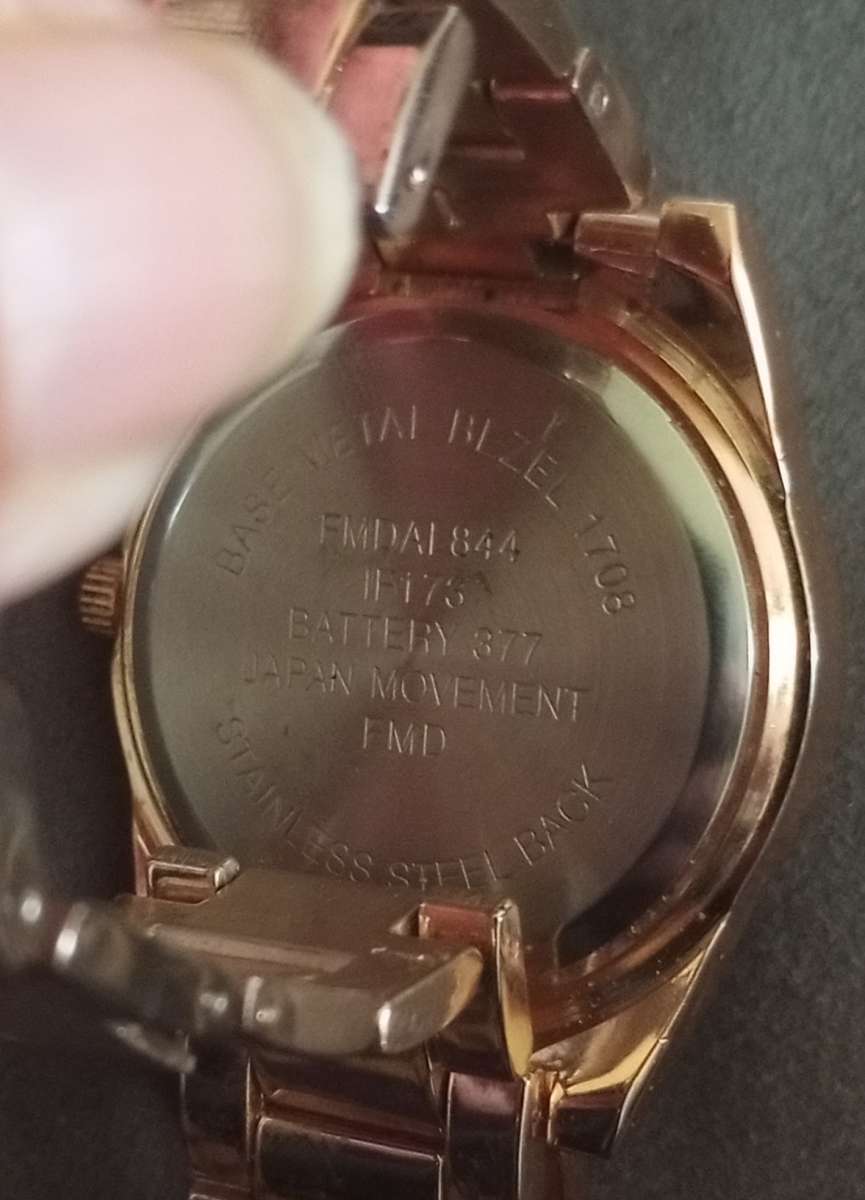 BASE METAL BEZEL 1708
FMDAL844
IF173
BATTERY 377
JAPAN MOVEMENT
FMD
STAINLESS STEEL BACK